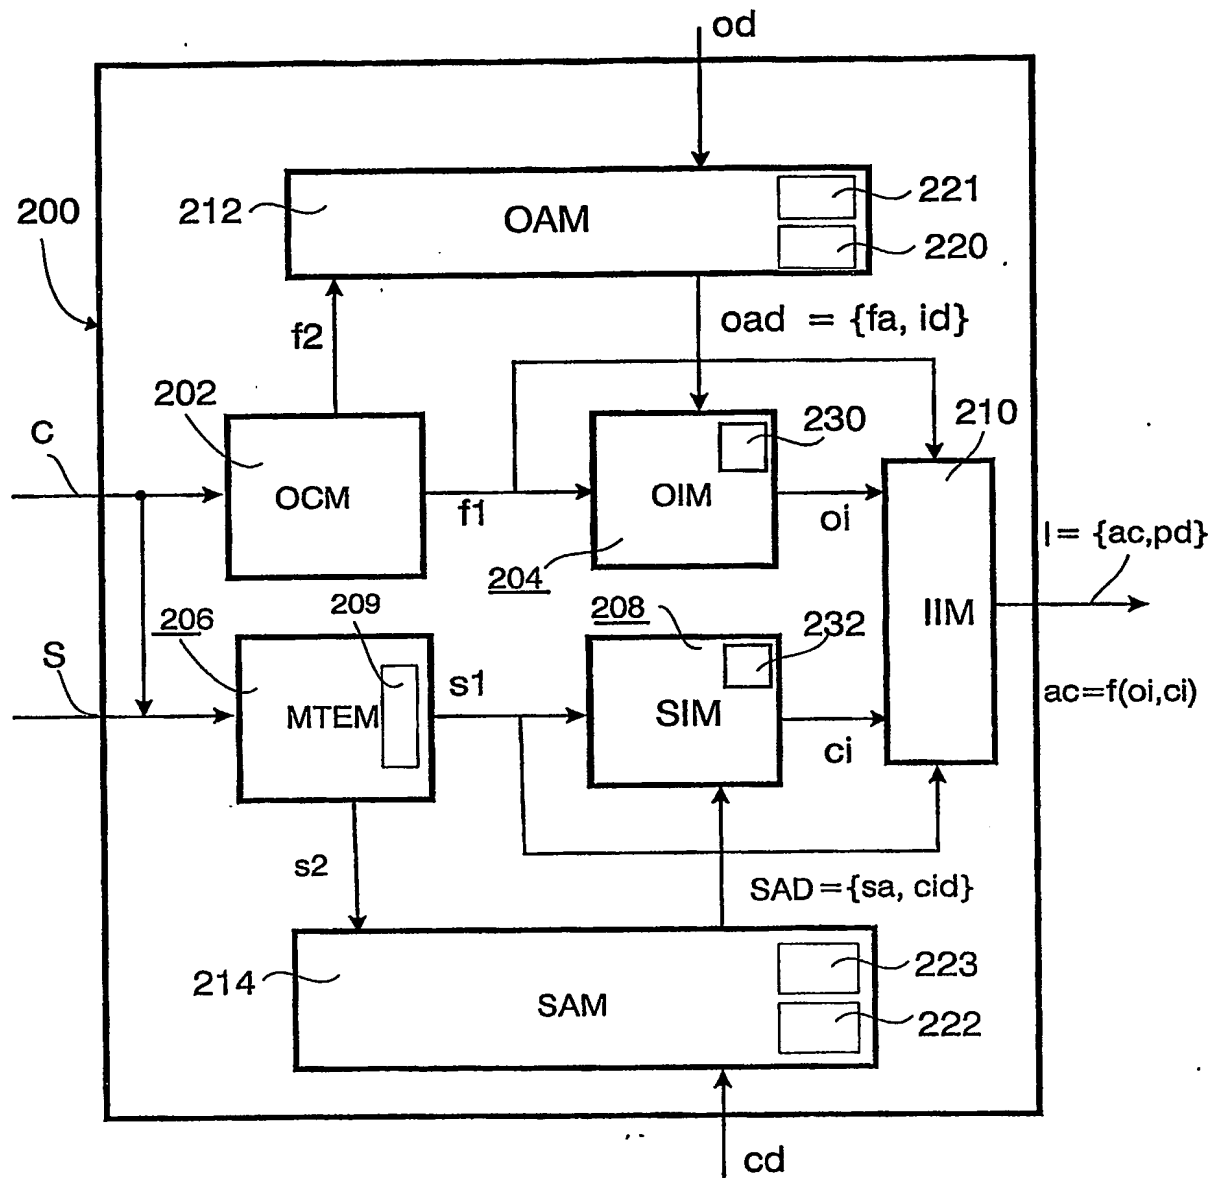 od
221
212
OAM
200
220
oad = {fa, id}
f2
202
230
210
C
OCM
f1
OIM
oi
I = {ac,pd}
204
209
208
206
232
IIM
S
s1
MTEM
SIM
ac=f(oi,ci)
ci
s2
SAD={sa, cid}
223
214
SAM
222
cd